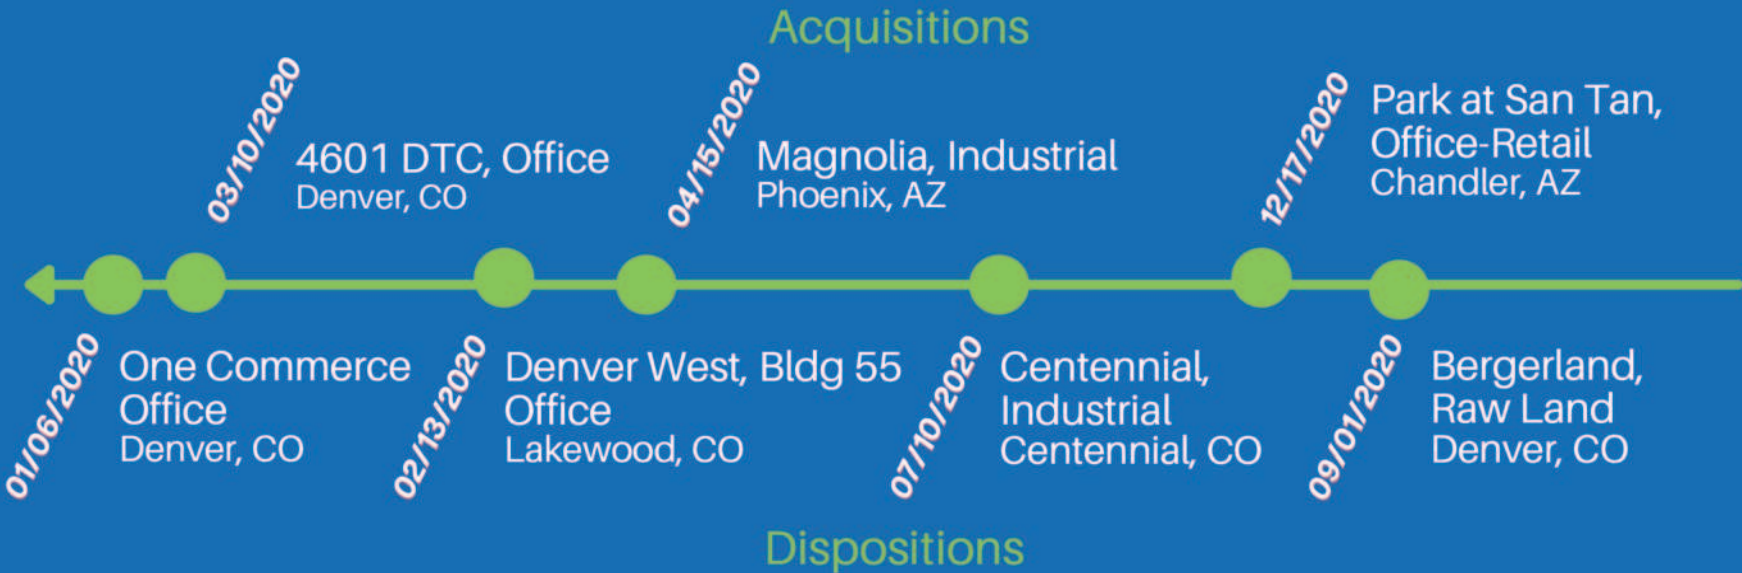 Acquisitions
03/10/2020
4601 DTC, Office
Denver, CO
04/15/2020
Magnolia, Industrial
Phoenix, AZ
12/17/2020
Park at San Tan,
Office-Retail
Chandler, AZ
01/06/2020
One Commerce
Office
Denver, CO
02/13/2020
Denver West, Bldg 55
Office
Lakewood, CO
07/10/2020
Centennial,
Industrial
Centennial, CO
09/01/2020
Bergerland,
Raw Land
Denver, CO
Dispositions